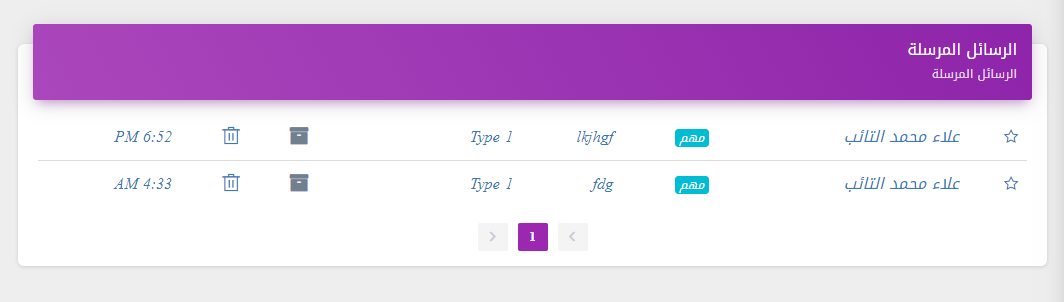 الرسائل المرسلة
الرسائل المرسلة
علاء محمد التائب مهم lkjhgf Type 1 6:52 PM
علاء محمد التائب مهم fdg Type 1 4:33 AM
1